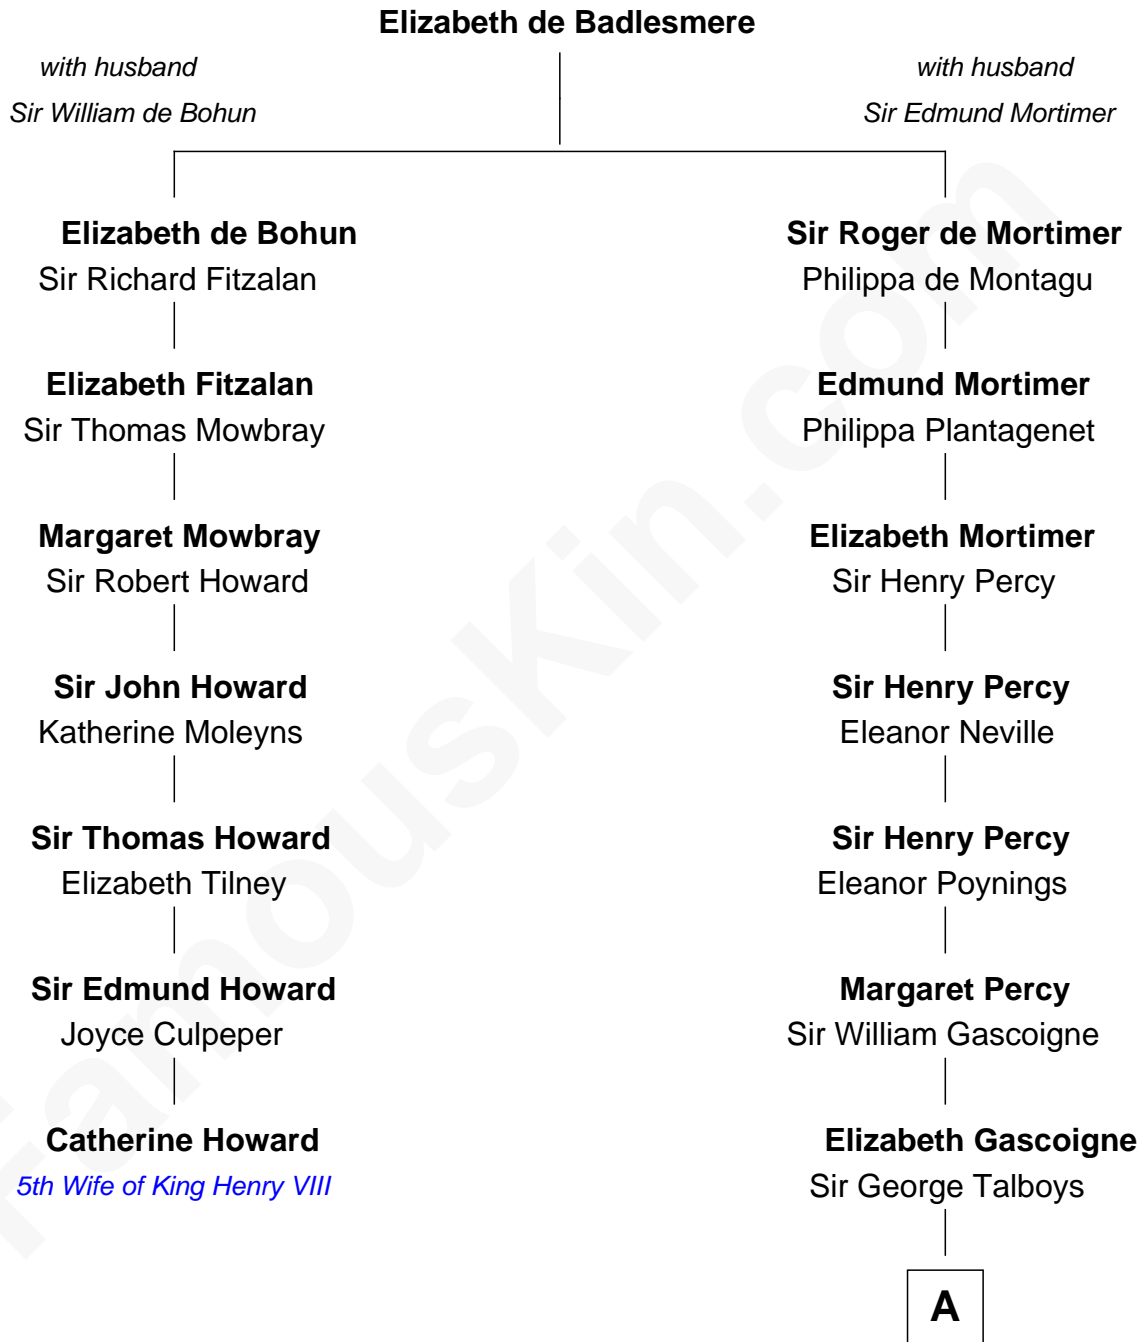 Elizabeth de Badlesmere
with husband
Sir William de Bohun
with husband
Sir Edmund Mortimer
Elizabeth de Bohun
Sir Richard Fitzalan
Sir Roger de Mortimer
Philippa de Montagu
Elizabeth Fitzalan
Sir Thomas Mowbray
Edmund Mortimer
Philippa Plantagenet
Margaret Mowbray
Sir Robert Howard
Elizabeth Mortimer
Sir Henry Percy
Sir John Howard
Katherine Moleyns
Sir Henry Percy
Eleanor Neville
Sir Thomas Howard
Elizabeth Tilney
Sir Henry Percy
Eleanor Poynings
Sir Edmund Howard
Joyce Culpeper
Margaret Percy
Sir William Gascoigne
Catherine Howard
5th Wife of King Henry VIII
Elizabeth Gascoigne
Sir George Talboys
A
FamousKin.com